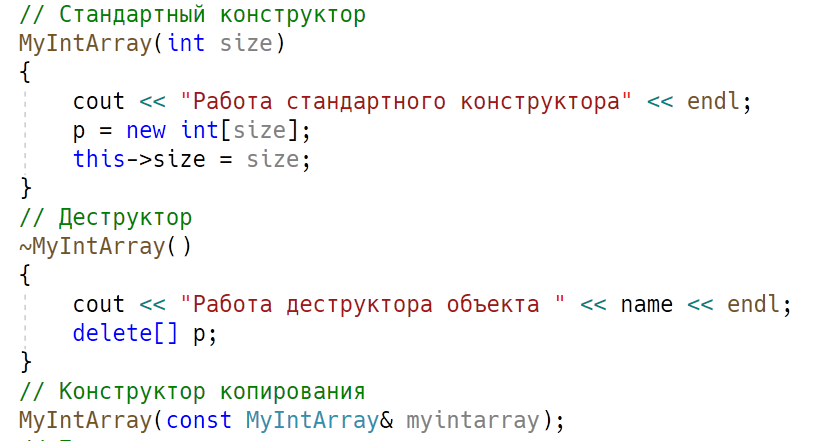 // Стандартный конструктор
MyIntArray(int size)
{
    cout << "Работа стандартного конструктора" << endl;
    p = new int[size];
    this->size = size;
}
// Деструктор
~MyIntArray()
{
    cout << "Работа деструктора объекта " << name << endl;
    delete[] p;
}
// Конструктор копирования
MyIntArray(const MyIntArray& myintarray);